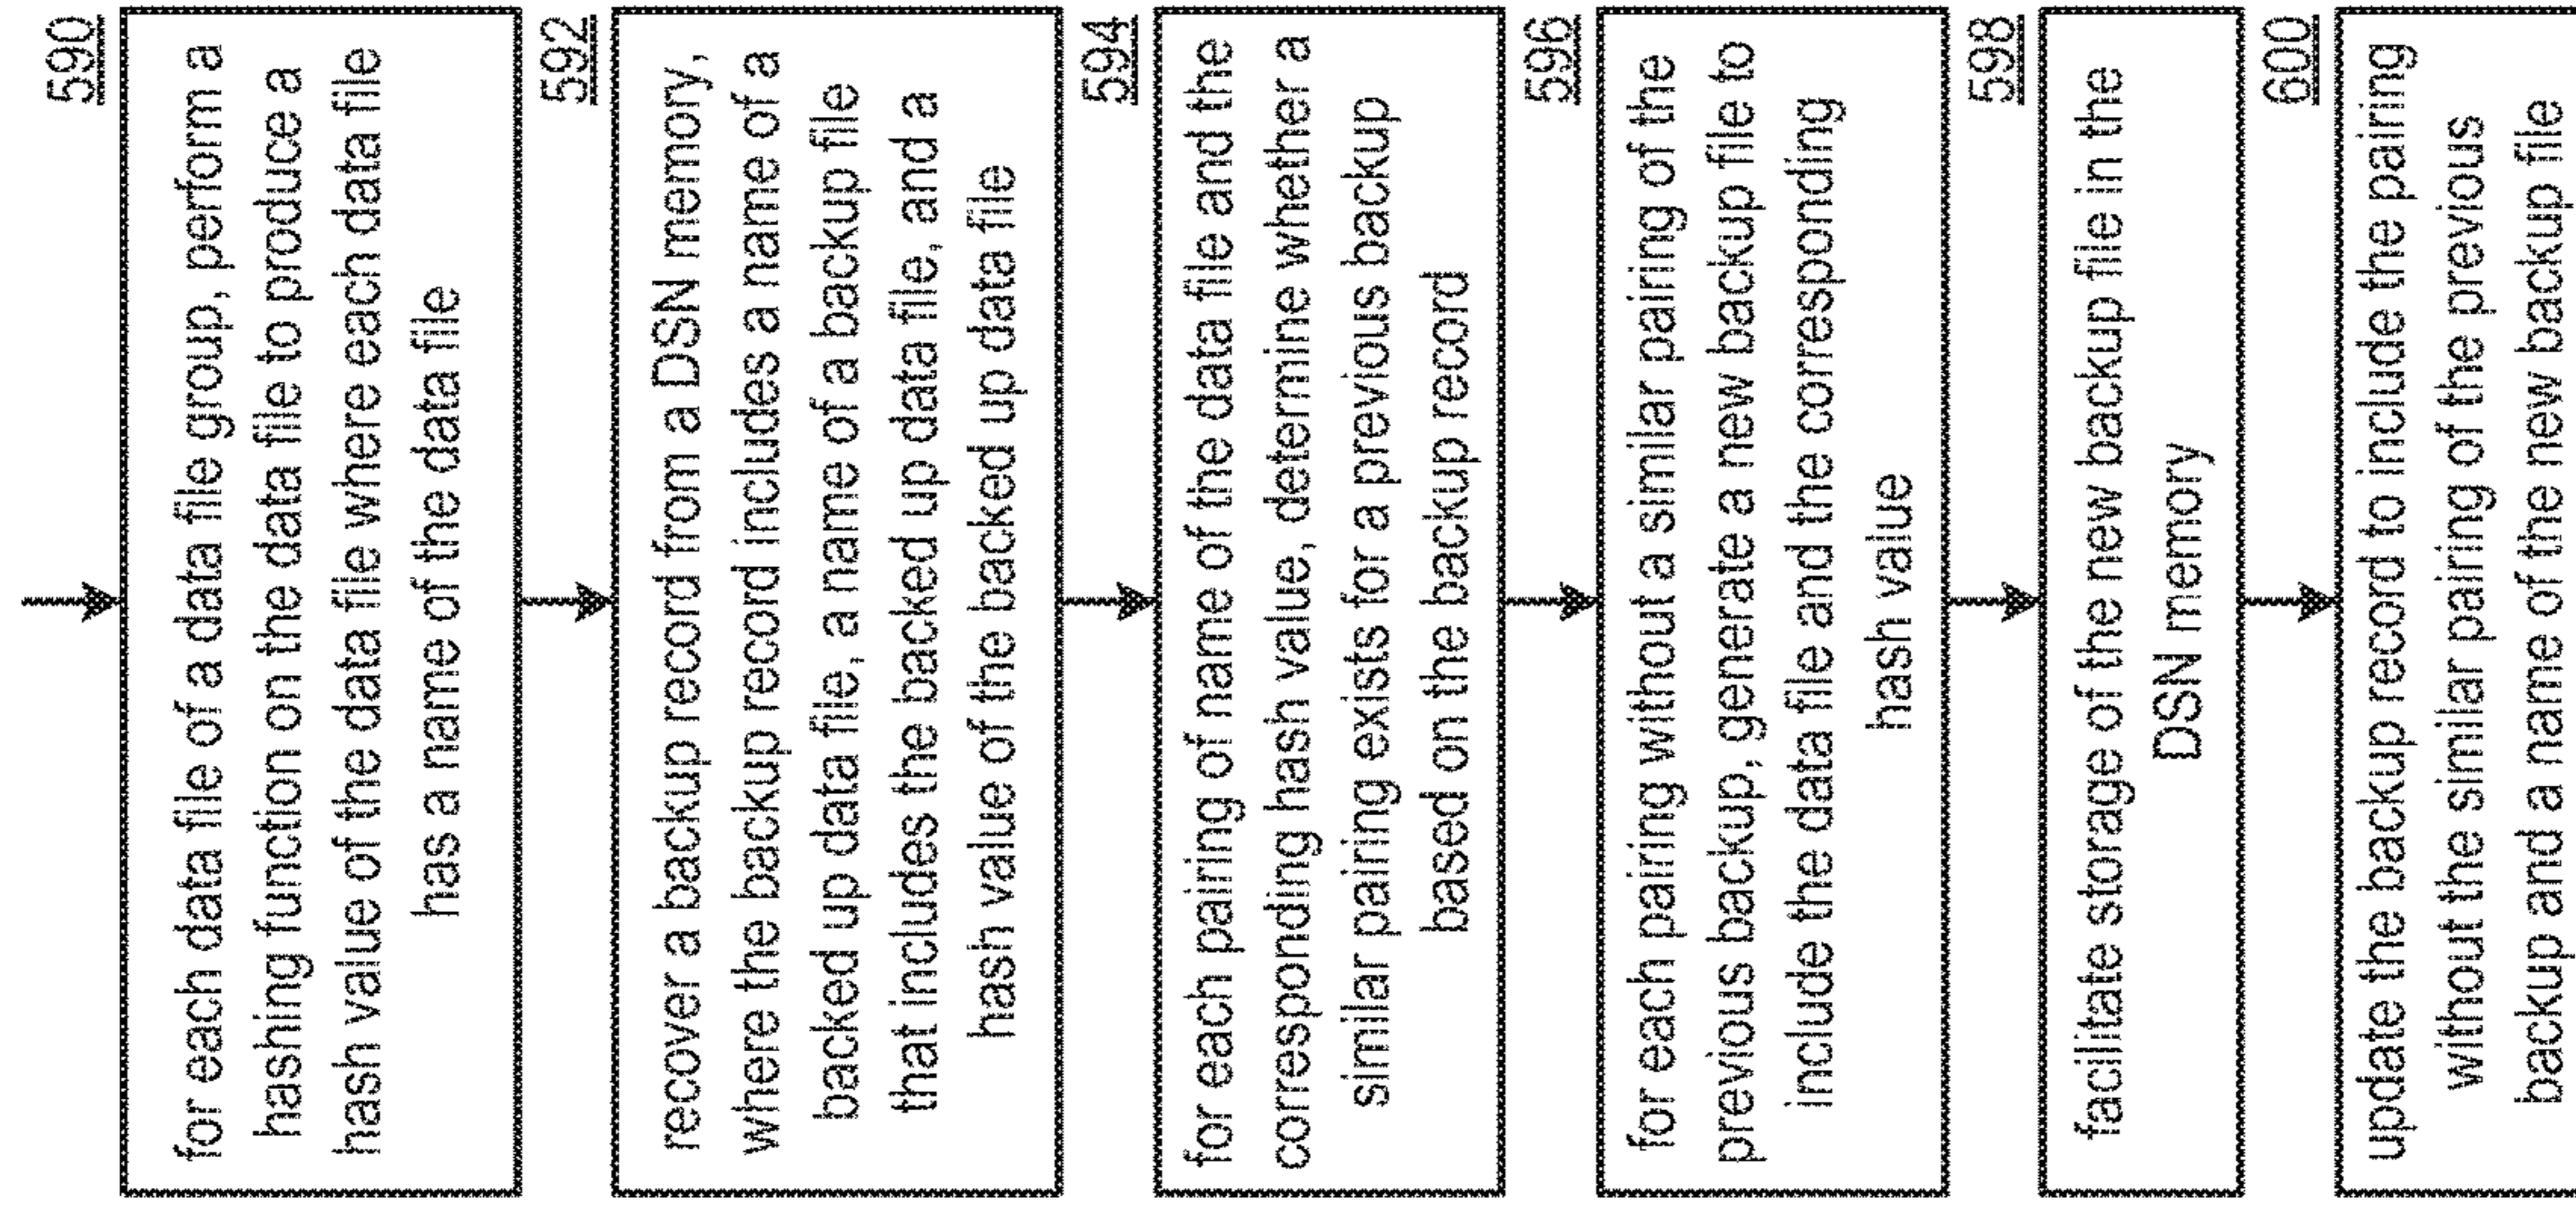 590
for each data file of a data file group, perform a
hashing function on the data file to produce a
hash value of the data file where each data file
has a name of the data file
592
recover a backup record from a DSN memory,
where the backup record includes a name of a
backed up data file, a name of a backup file
that includes the backed up data file, and a
hash value of the backed up data file
594
for each pairing of name of the data file and the
corresponding hash value, determine whether a
similar pairing exists for a previous backup
based on the backup record
596
for each pairing without a similar pairing of the
previous backup, generate a new backup file to
include the data file and the corresponding
hash value
598
facilitate storage of the new backup file in the
DSN memory
600
update the backup record to include the pairing
without the similar pairing of the previous
backup and a name of the new backup file